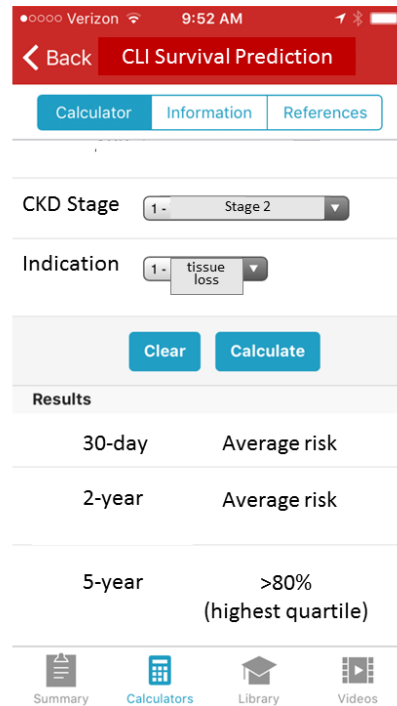 Verizon 9:52 AM
Back CLI Survival Prediction
Calculator Information References
CKD Stage 1 - Stage 2
Indication 1 - tissue
loss
Clear Calculate
Results
30-day Average risk
2-year Average risk
5-year >80%
(highest quartile)
Summary Calculators Library Videos